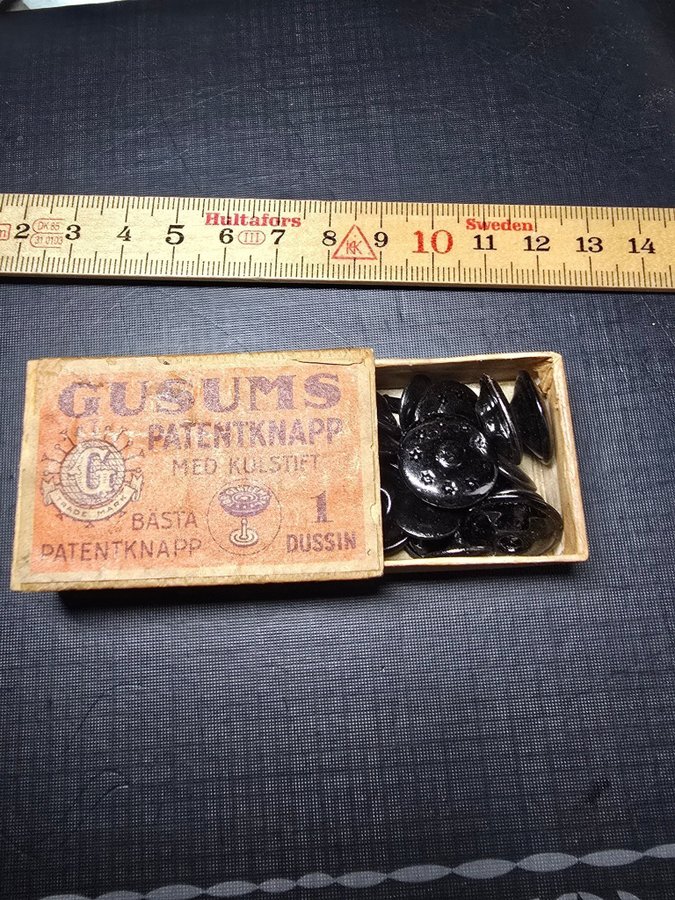 Hultafors Sweden
2 3 4 5 6 7 8 9 10 11 12 13 14
III
GUSUMS
PATENTKNAPP
MED KULSTIFT
G
TRADE MARK
BÄSTA 1
PATENTKNAPP DUSSIN